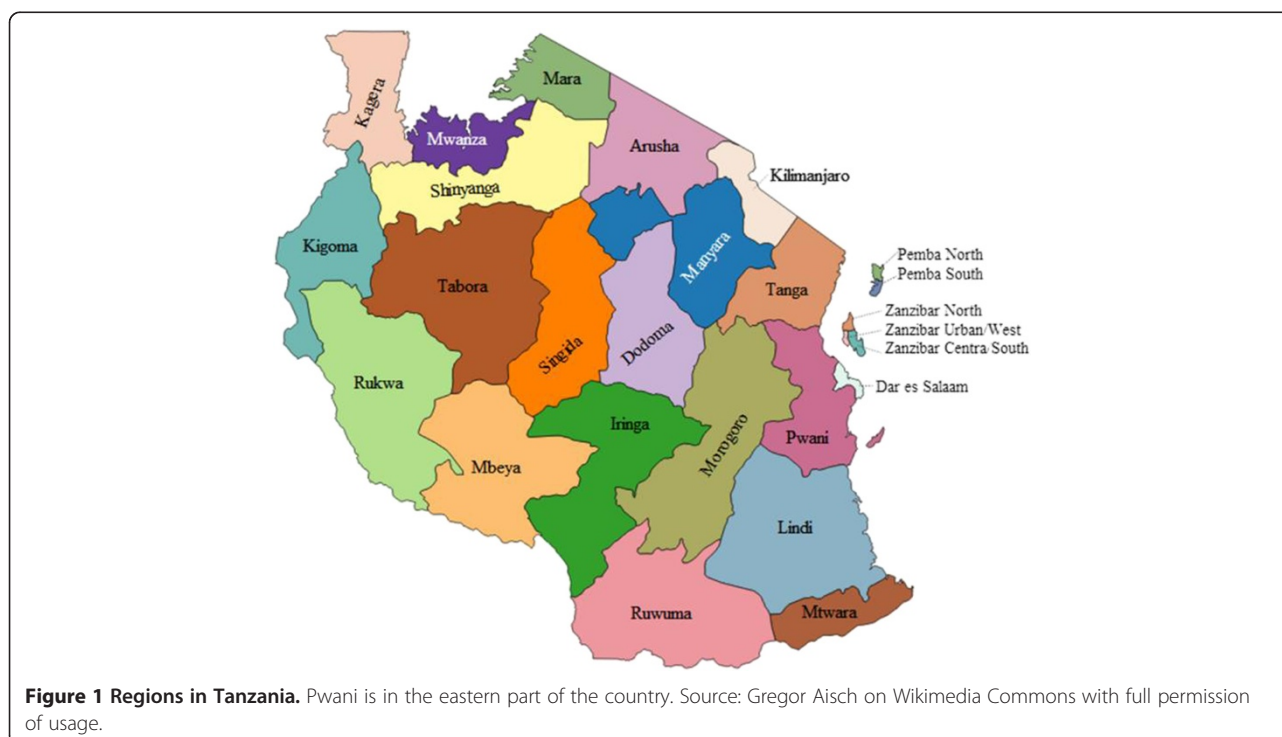 Mara
Kagera
Mwanza
Arusha
Kilimanjaro
Shinyanga
Kigoma
Manyara
Pemba North
Pemba South
Tabora
Tanga
Zanzibar North
Zanzibar Urban/West
Zanzibar Centra/South
Singida
Dodoma
Rukwa
Dar es Salaam
Iringa
Pwani
Morogoro
Mbeya
Lindi
Ruwuma
Mtwara
Figure 1 Regions in Tanzania. Pwani is in the eastern part of the country. Source: Gregor Aisch on Wikimedia Commons with full permission
of usage.